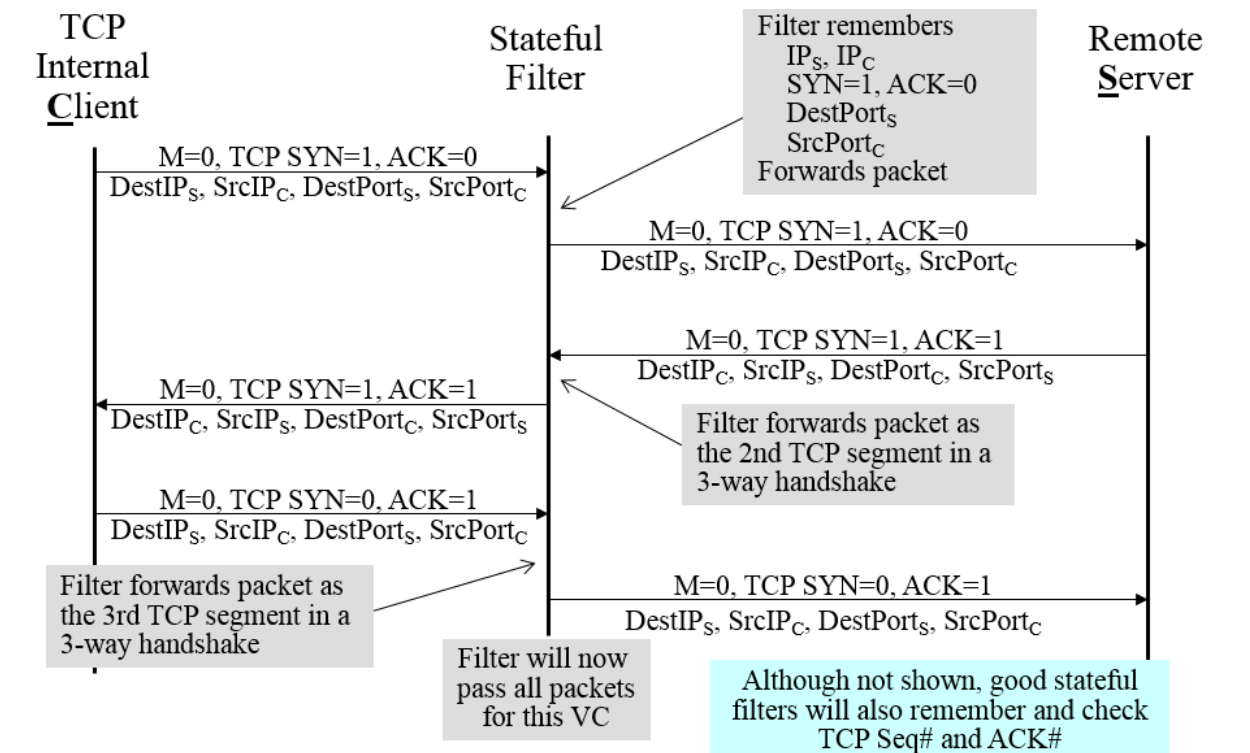 TCP
Internal
Client
Stateful
Filter
Remote
Server
Filter remembers
IPS, IPC
SYN=1, ACK=0
DestPortS
SrcPortC
Forwards packet
M=0, TCP SYN=1, ACK=0
DestIPS, SrcIPC, DestPortS, SrcPortC
M=0, TCP SYN=1, ACK=0
DestIPS, SrcIPC, DestPortS, SrcPortC
M=0, TCP SYN=1, ACK=1
DestIPC, SrcIPS, DestPortC, SrcPortS
M=0, TCP SYN=1, ACK=1
DestIPC, SrcIPS, DestPortC, SrcPortS
Filter forwards packet as
the 2nd TCP segment in a
3-way handshake
M=0, TCP SYN=0, ACK=1
DestIPS, SrcIPC, DestPortS, SrcPortC
Filter forwards packet as
the 3rd TCP segment in a
3-way handshake
M=0, TCP SYN=0, ACK=1
DestIPS, SrcIPC, DestPortS, SrcPortC
Filter will now
pass all packets
for this VC
Although not shown, good stateful
filters will also remember and check
TCP Seq# and ACK#